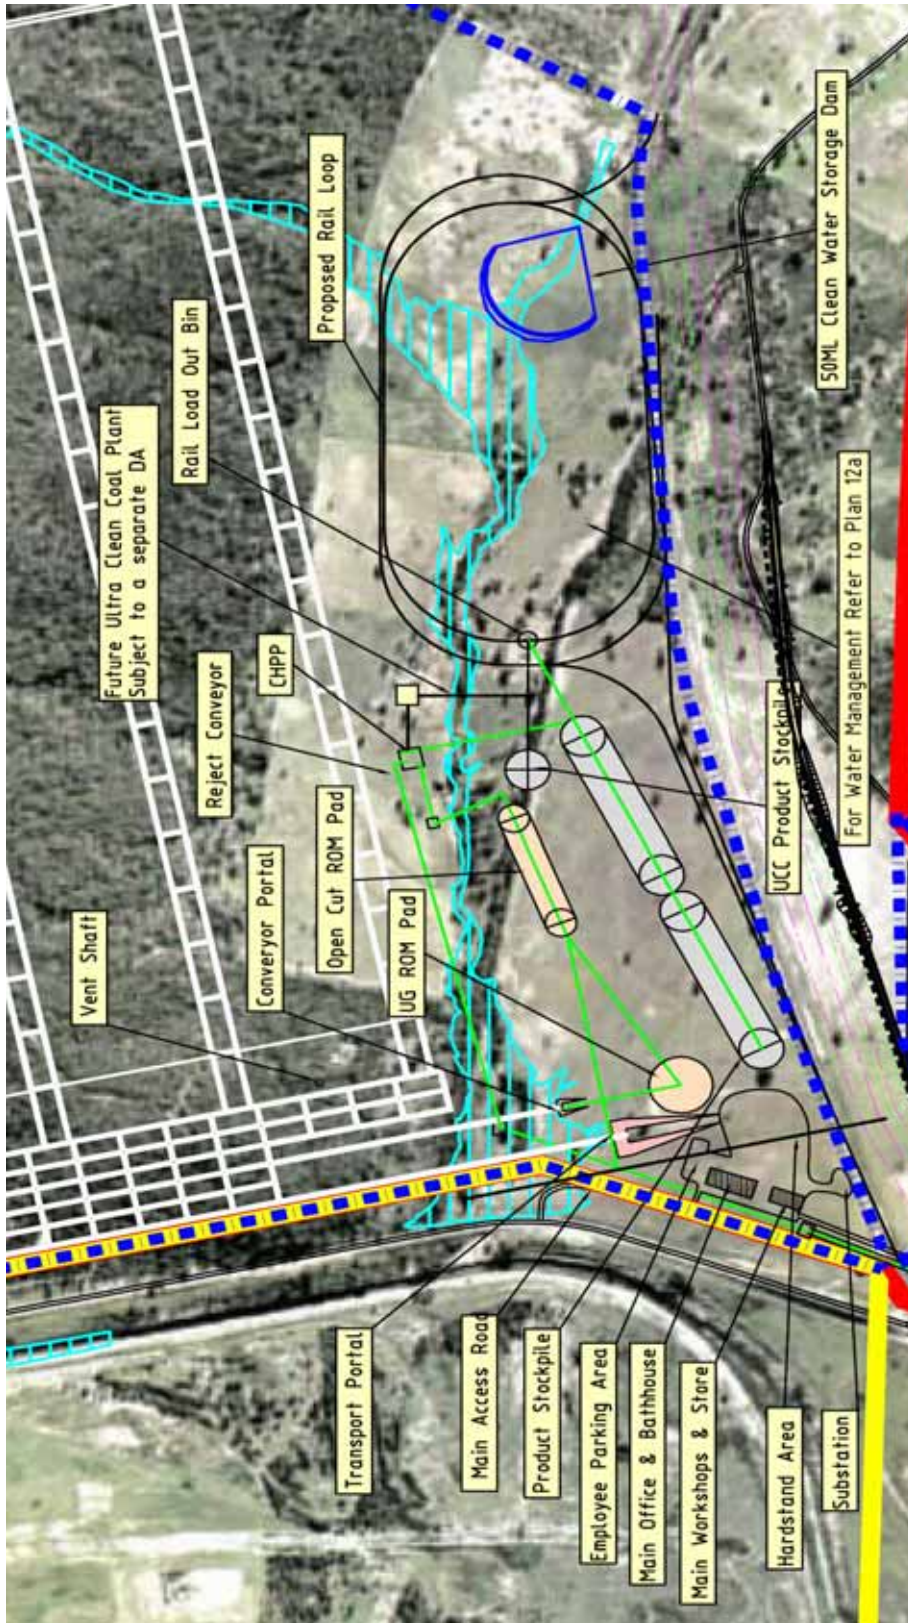 Vent Shaft
Converyor Portal
Open Cut ROM Pad
UG ROM Pad
Reject Conveyor
CHPP
Future Ultra Clean Coal Plant
Subject to a separate DA
Rail Load Out Bin
Proposed Rail Loop
Transport Portal
Main Access Road
Product Stockpile
Employee Parking Area
Main Office & Bathhouse
Main Workshops & Store
Hardstand Area
Substation
UCC Product Stockpile
For Water Management Refer to Plan 12a
50ML Clean Water Storage Dam